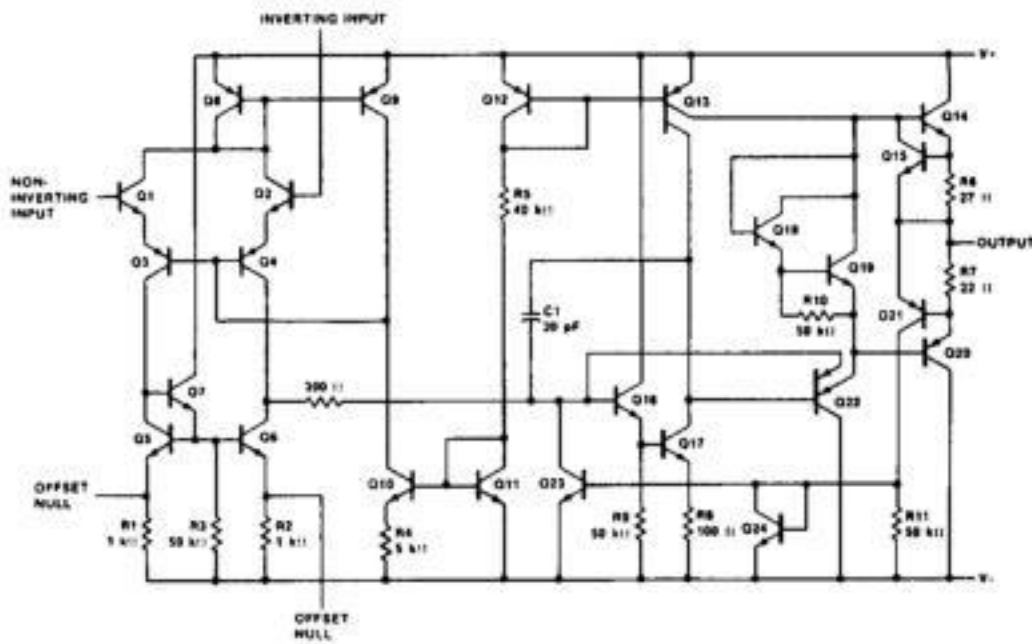 INVERTING INPUT
V+
Q8
Q9
Q12
Q13
Q14
Q15
NON-
INVERTING
INPUT
Q1
Q2
R5
40 kΩ
R6
27 Ω
Q18
OUTPUT
Q3
Q4
Q19
R7
22 Ω
R10
50 kΩ
C1
30 pF
Q21
Q20
Q7
300 Ω
Q16
Q22
Q5
Q6
Q17
OFFSET
NULL
Q10
Q11
Q23
Q24
R1
1 kΩ
R3
50 kΩ
R2
1 kΩ
R4
5 kΩ
R9
50 kΩ
R8
100 Ω
R11
50 kΩ
V-
OFFSET
NULL